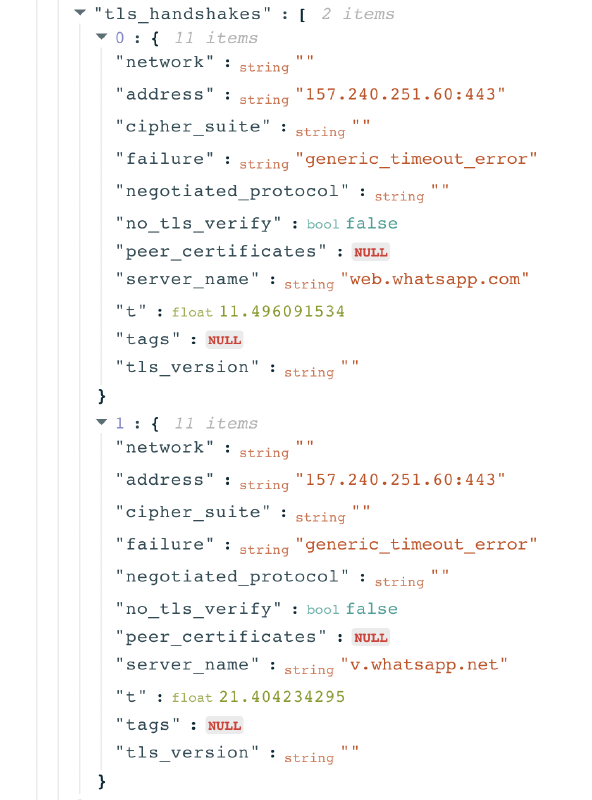 "tls_handshakes" : [ 2 items
0 : { 11 items
"network" : string ""
"address" : string "157.240.251.60:443"
"cipher_suite" : string ""
"failure" : string "generic_timeout_error"
"negotiated_protocol" : string ""
"no_tls_verify" : bool false
"peer_certificates" : NULL
"server_name" : string "web.whatsapp.com"
"t" : float 11.496091534
"tags" : NULL
"tls_version" : string ""
}
1 : { 11 items
"network" : string ""
"address" : string "157.240.251.60:443"
"cipher_suite" : string ""
"failure" : string "generic_timeout_error"
"negotiated_protocol" : string ""
"no_tls_verify" : bool false
"peer_certificates" : NULL
"server_name" : string "v.whatsapp.net"
"t" : float 21.404234295
"tags" : NULL
"tls_version" : string ""
}